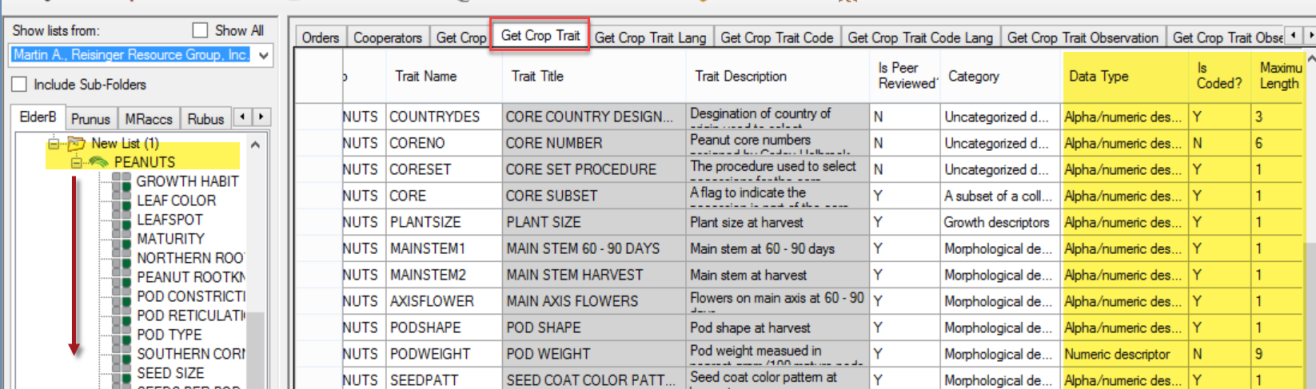 Show lists from:
Show All
Martin A., Reisinger Resource Group, Inc.
Include Sub-Folders
ElderB Prunus MRaccs Rubus
New List (1)
PEANUTS
GROWTH HABIT
LEAF COLOR
LEAFSPOT
MATURITY
NORTHERN ROO
PEANUT ROOTKN
POD CONSTRICTI
POD RETICULATI
POD TYPE
SOUTHERN CORN
SEED SIZE
Orders Cooperators Get Crop Get Crop Trait Get Crop Trait Lang Get Crop Trait Code Get Crop Trait Code Lang Get Crop Trait Observation Get Crop Trait Obse
Trait Name Trait Title Trait Description Is Peer Reviewed? Category Data Type Is Coded? Maximu Length
NUTS COUNTRYDES CORE COUNTRY DESIGN... Desgination of country of N Uncategorized d... Alpha/numeric des... Y 3
NUTS CORENO CORE NUMBER Peanut core numbers N Uncategorized d... Alpha/numeric des... N 6
NUTS CORESET CORE SET PROCEDURE The procedure used to select N Uncategorized d... Alpha/numeric des... Y 1
NUTS CORE CORE SUBSET A flag to indicate the Y A subset of a coll... Alpha/numeric des... Y 1
NUTS PLANTSIZE PLANT SIZE Plant size at harvest Y Growth descriptors Alpha/numeric des... Y 1
NUTS MAINSTEM1 MAIN STEM 60 - 90 DAYS Main stem at 60 - 90 days Y Morphological de... Alpha/numeric des... Y 1
NUTS MAINSTEM2 MAIN STEM HARVEST Main stem at harvest Y Morphological de... Alpha/numeric des... Y 1
NUTS AXISFLOWER MAIN AXIS FLOWERS Flowers on main axis at 60 - 90 Y Morphological de... Alpha/numeric des... Y 1
NUTS PODSHAPE POD SHAPE Pod shape at harvest Y Morphological de... Alpha/numeric des... Y 1
NUTS PODWEIGHT POD WEIGHT Pod weight measued in Y Morphological de... Numeric descriptor N 9
NUTS SEEDPATT SEED COAT COLOR PATT... Seed coat color pattern at Y Morphological de... Alpha/numeric des... Y 1